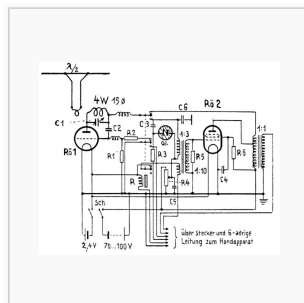 λ/2
4W 15ø
C1
C2
C3
C6
Rö 2
Rö1
R1
R2
R3
Gl.
1:3
1:1
R5
R6
R
R4
1:10
C5
C4
Sch.
2,4V
70...100V
über Stecker und 6-adrige
Leitung zum Handapparat